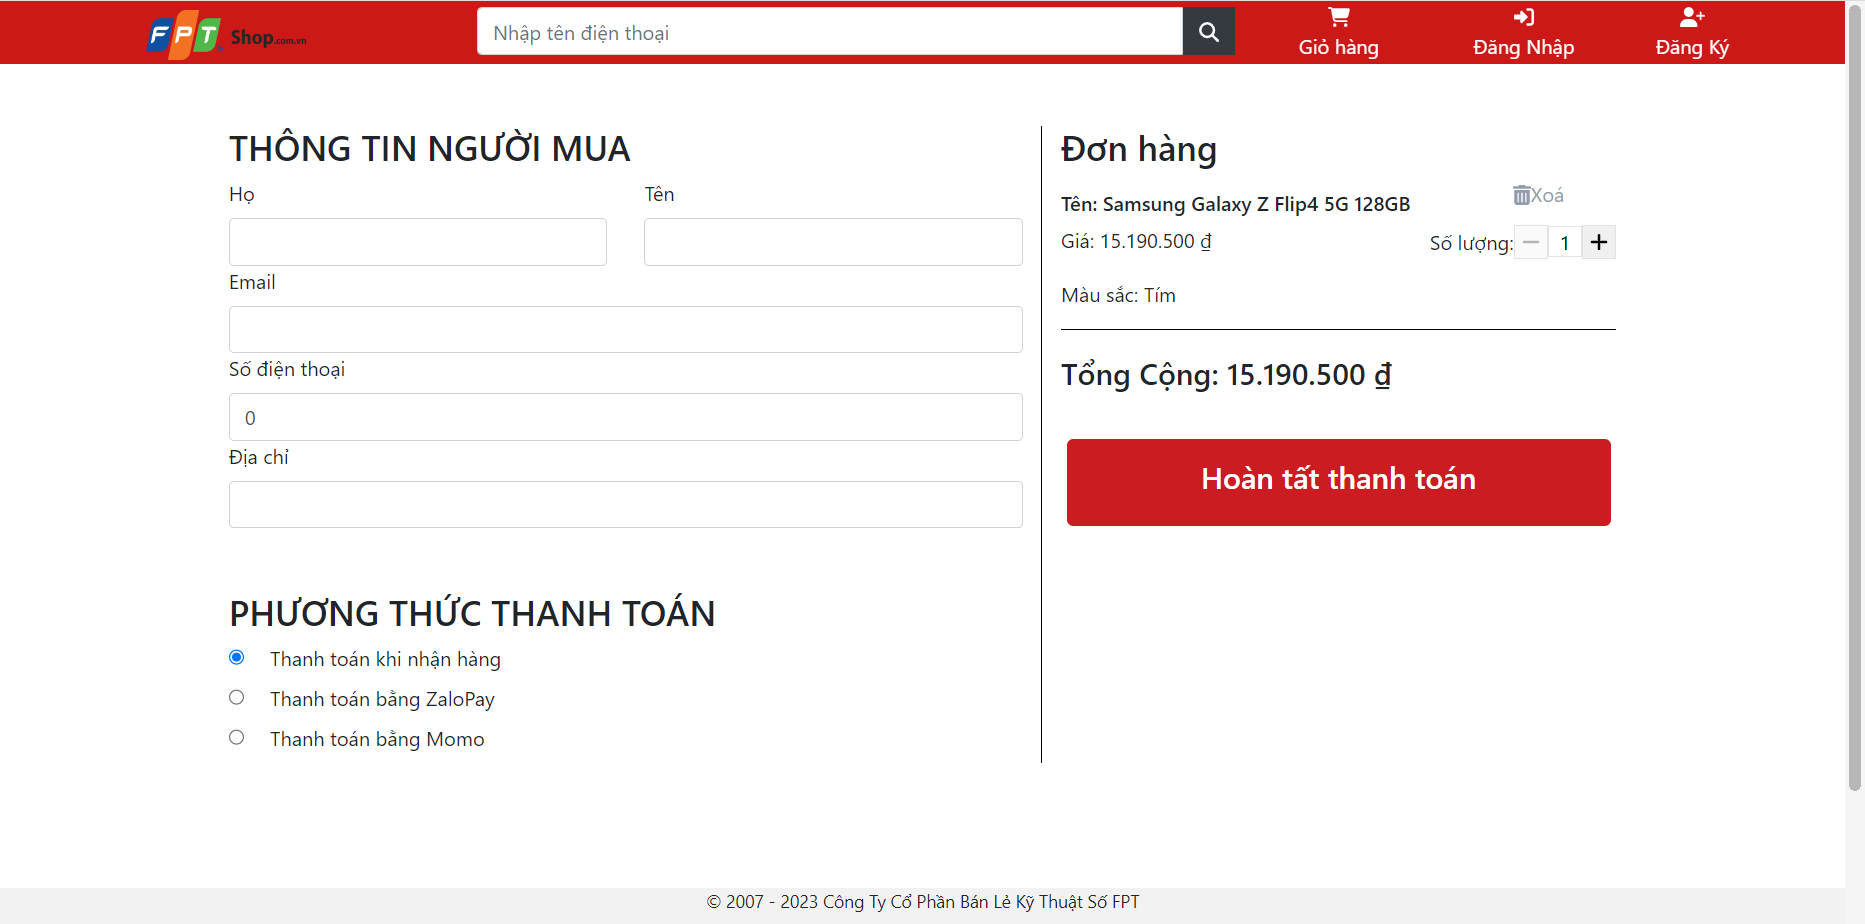 FPT Shop.com.vn
Nhập tên điện thoại
Giỏ hàng
Đăng Nhập
Đăng Ký
THÔNG TIN NGƯỜI MUA
Họ
Tên
Email
Số điện thoại
0
Địa chỉ
PHƯƠNG THỨC THANH TOÁN
Thanh toán khi nhận hàng
Thanh toán bằng ZaloPay
Thanh toán bằng Momo
Đơn hàng
Tên: Samsung Galaxy Z Flip4 5G 128GB
Xoá
Giá: 15.190.500 ₫
Số lượng: 1
Màu sắc: Tím
Tổng Cộng: 15.190.500 ₫
Hoàn tất thanh toán
© 2007 - 2023 Công Ty Cổ Phần Bán Lẻ Kỹ Thuật Số FPT